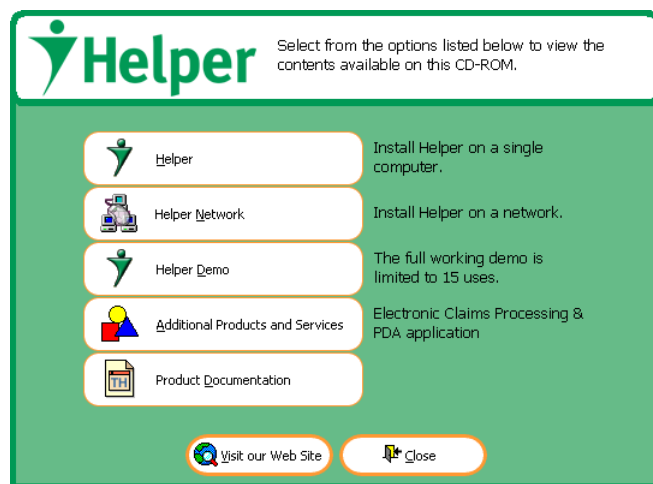 Helper
Select from the options listed below to view the
contents available on this CD-ROM.
Helper
Install Helper on a single
computer.
Helper Network
Install Helper on a network.
Helper Demo
The full working demo is
limited to 15 uses.
Additional Products and Services
Electronic Claims Processing &
PDA application
TH
Product Documentation
Visit our Web Site
Close